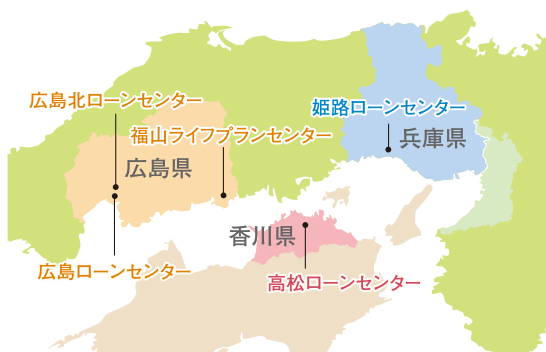 広島北ローンセンター
姫路ローンセンター
福山ライフプランセンター
兵庫県
広島県
香川県
広島ローンセンター
高松ローンセンター